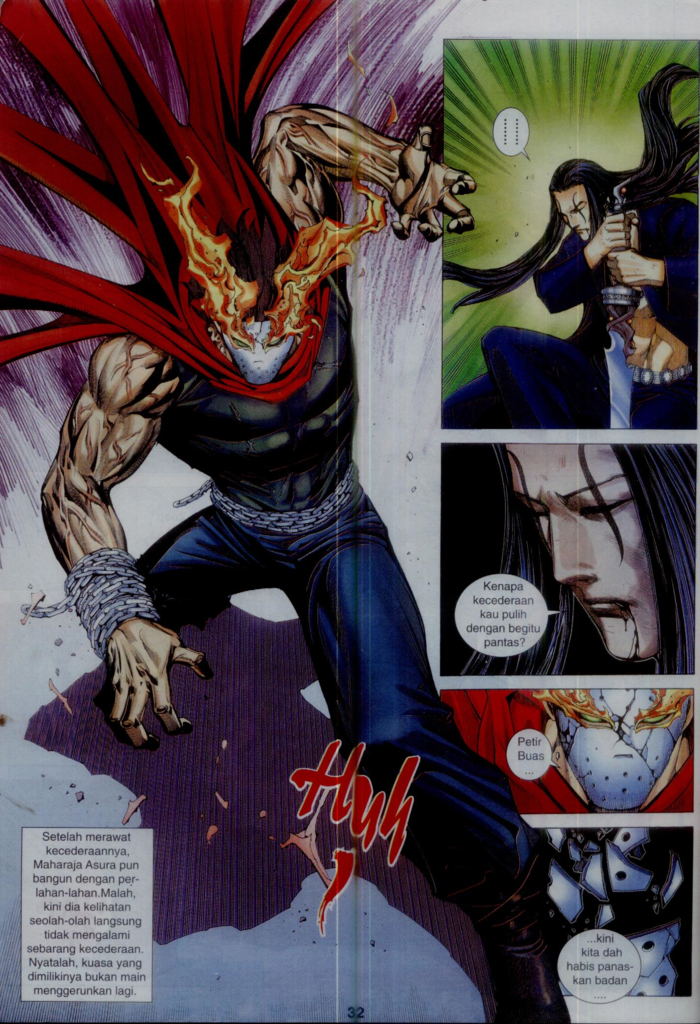 .......
.......
Kenapa
kecederaan
kau pulih
dengan begitu
pantas?
Petir
Buas
...
Huh
Setelah merawat
kecederaannya,
Maharaja Asura pun
bangun dengan per-
lahan-lahan.Malah,
kini dia kelihatan
seolah-olah langsung
tidak mengalami
sebarang kecederaan.
Nyatalah, kuasa yang
dimilikinya bukan main
menggerunkan lagi.
...kini
kita dah
habis panas-
kan badan
....
32